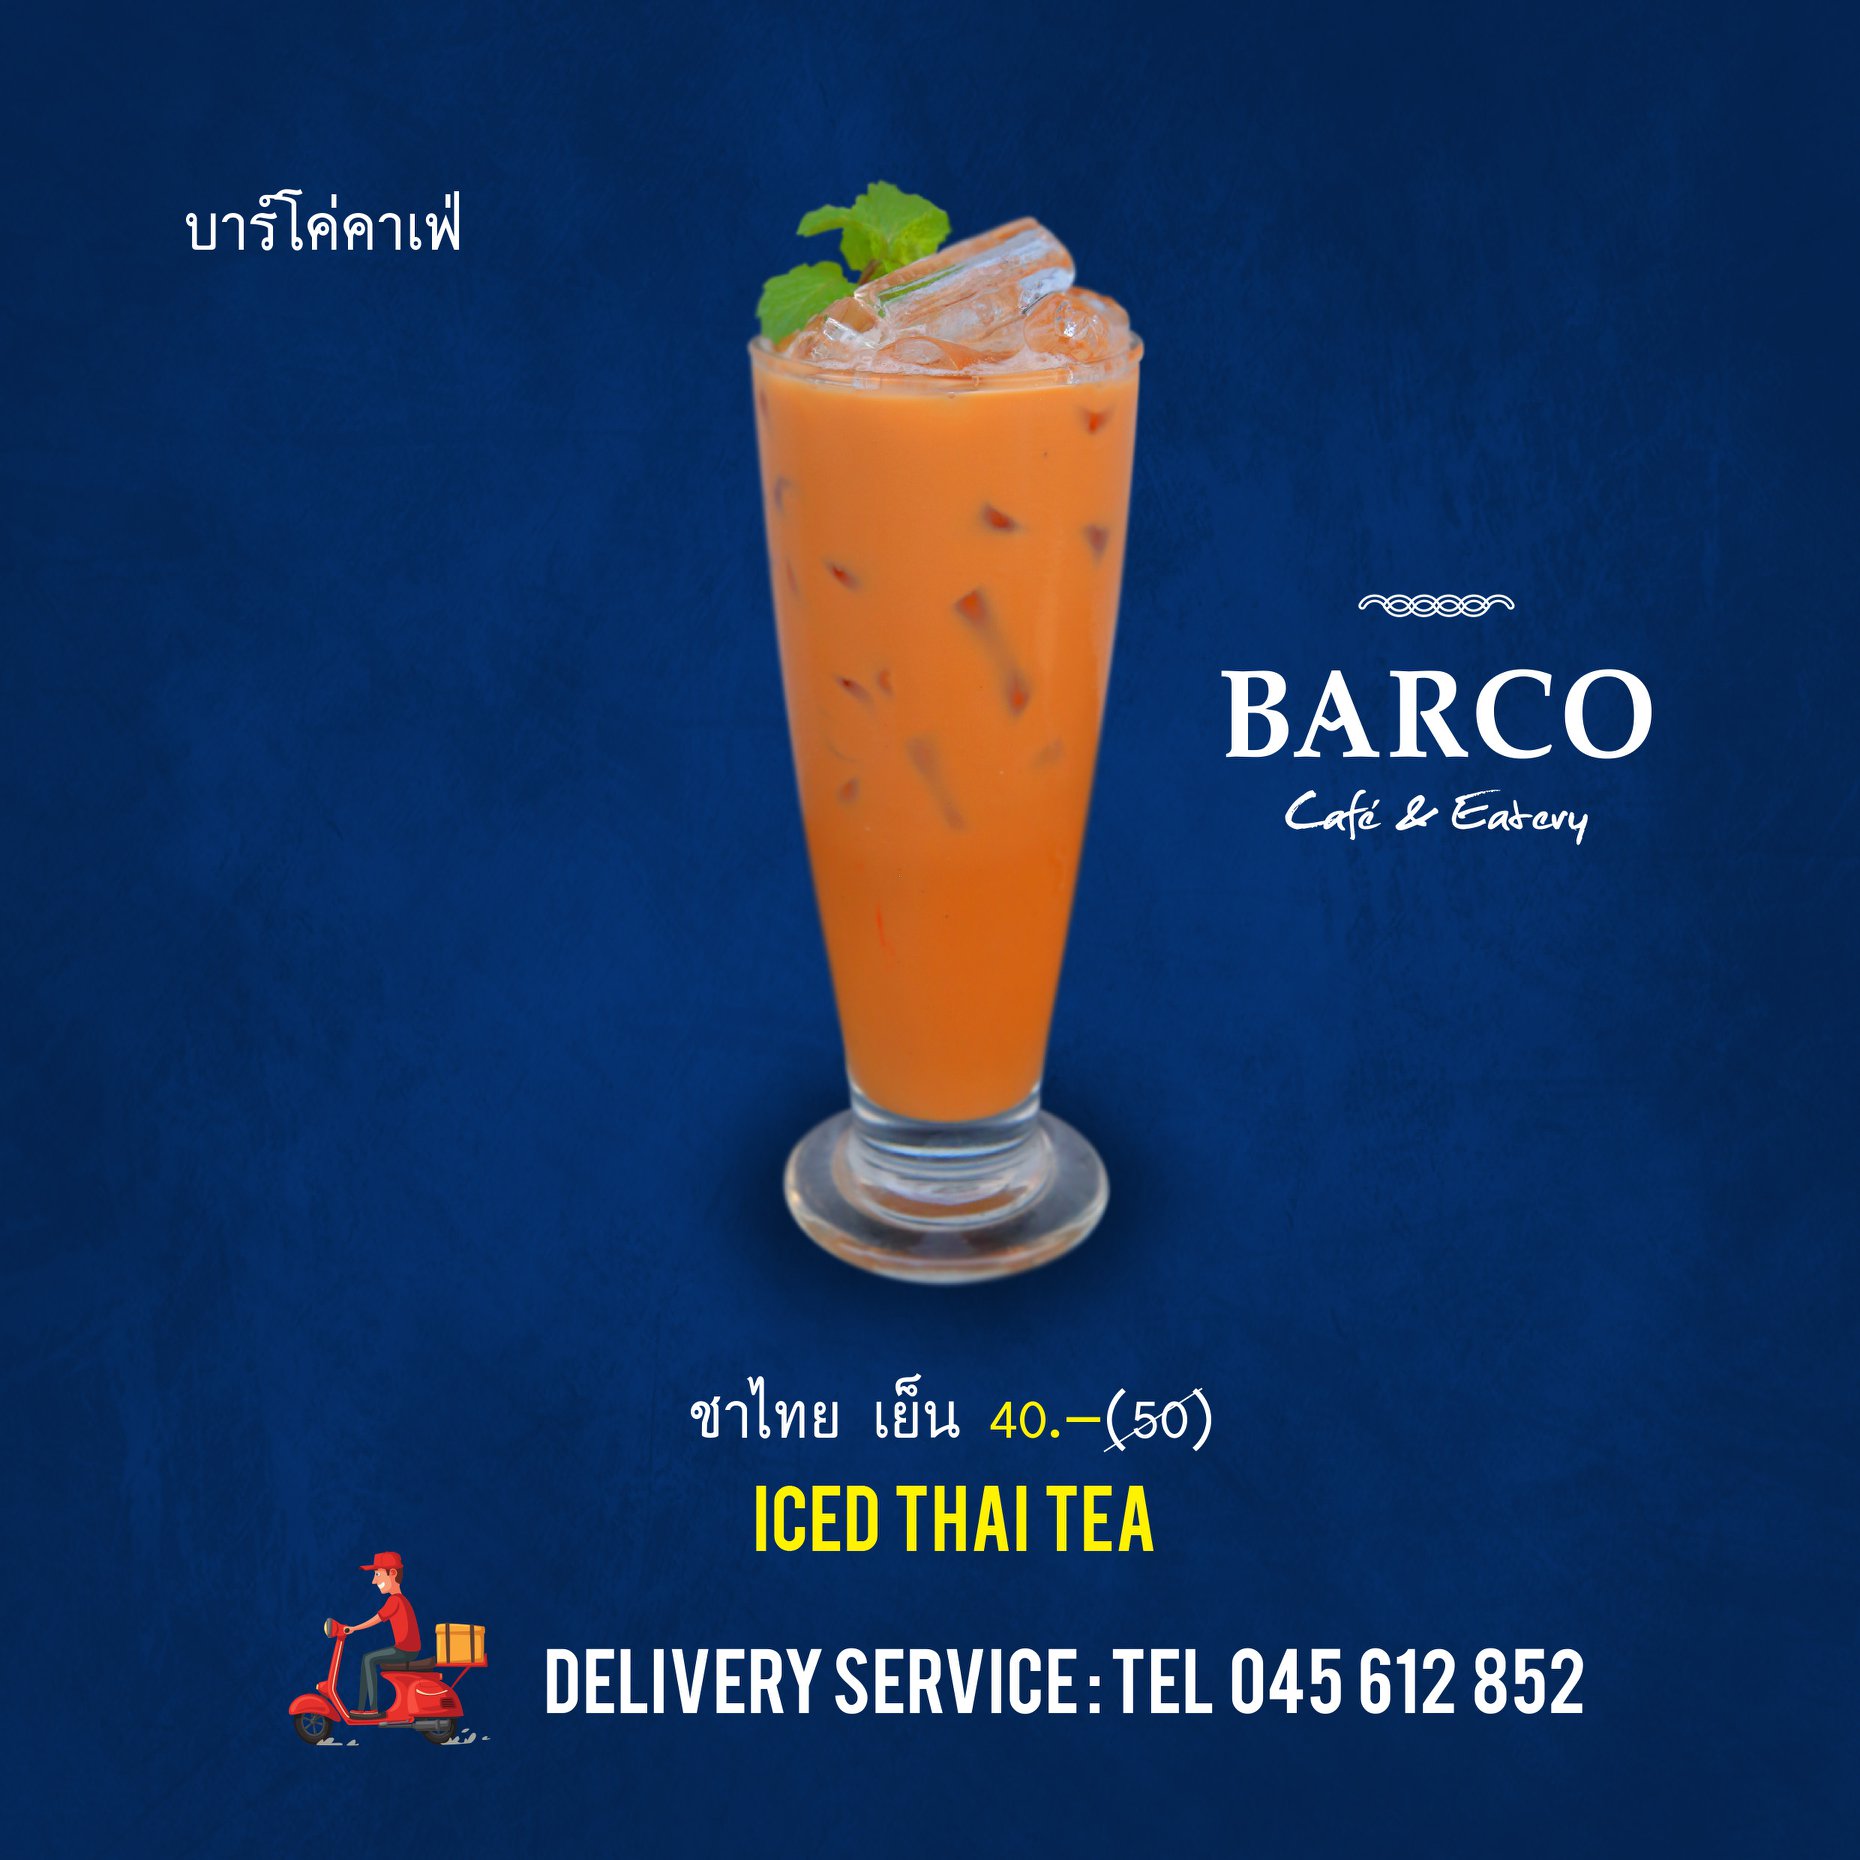 บาร์โค่คาเฟ่
BARCO
Café & Eatery
ชาไทย เย็น 40.-(50)
ICED THAI TEA
DELIVERY SERVICE : TEL 045 612 852